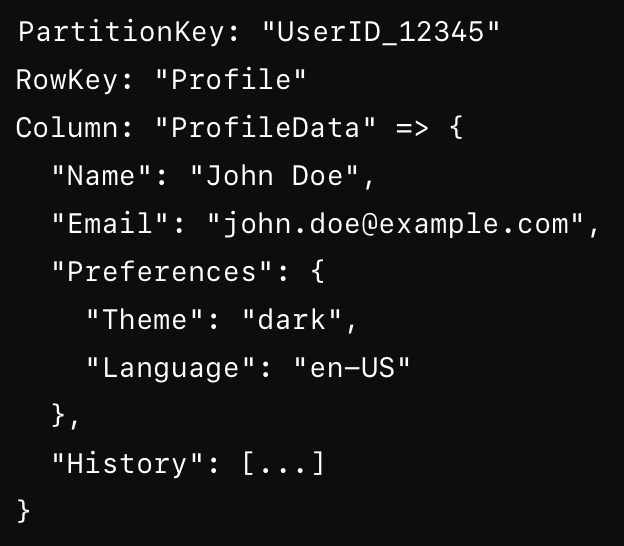 PartitionKey: "UserID_12345"
RowKey: "Profile"
Column: "ProfileData" => {
  "Name": "John Doe",
  "Email": "john.doe@example.com",
  "Preferences": {
    "Theme": "dark",
    "Language": "en-US"
  },
  "History": [...]
}